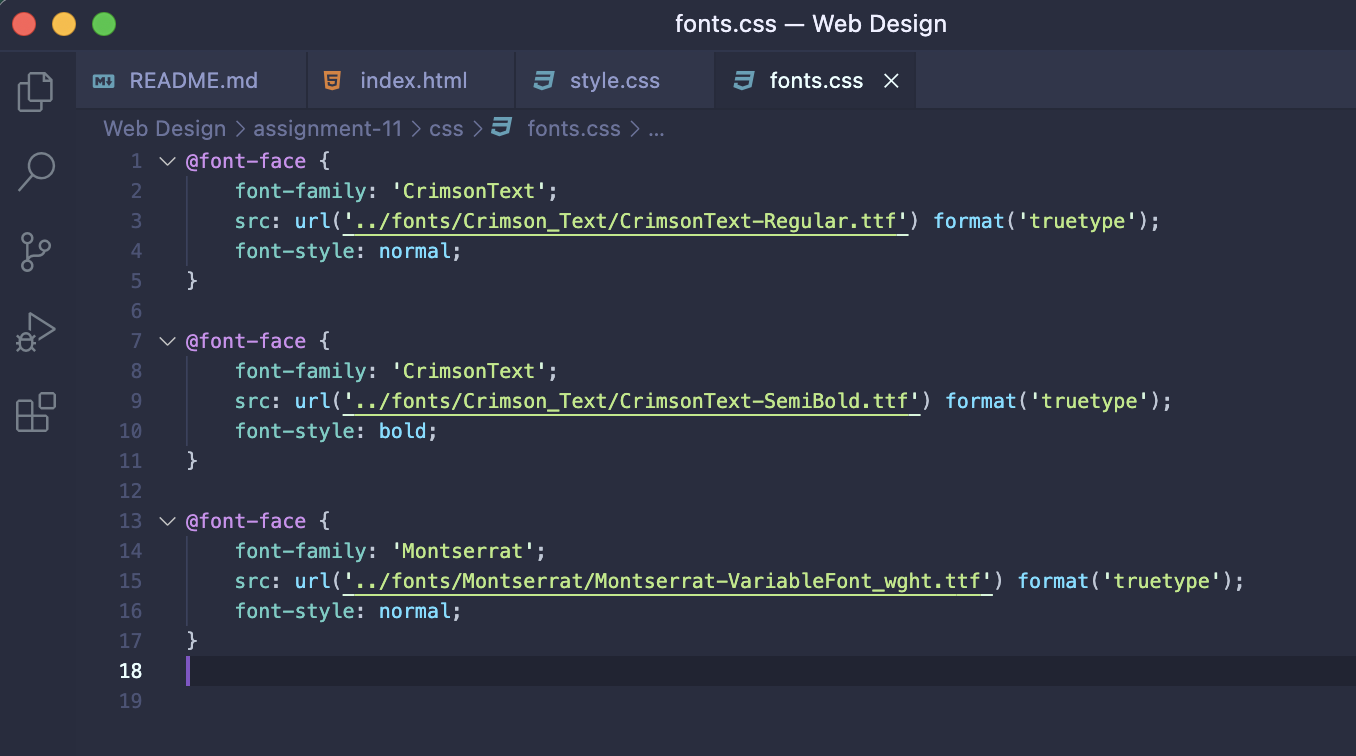 fonts.css — Web Design
README.md index.html style.css fonts.css
Web Design > assignment-11 > css > fonts.css > ...
1 @font-face {
2 font-family: 'CrimsonText';
3 src: url('../fonts/Crimson_Text/CrimsonText-Regular.ttf') format('truetype');
4 font-style: normal;
5 }
6
7 @font-face {
8 font-family: 'CrimsonText';
9 src: url('../fonts/Crimson_Text/CrimsonText-SemiBold.ttf') format('truetype');
10 font-style: bold;
11 }
12
13 @font-face {
14 font-family: 'Montserrat';
15 src: url('../fonts/Montserrat/Montserrat-VariableFont_wght.ttf') format('truetype');
16 font-style: normal;
17 }
18
19